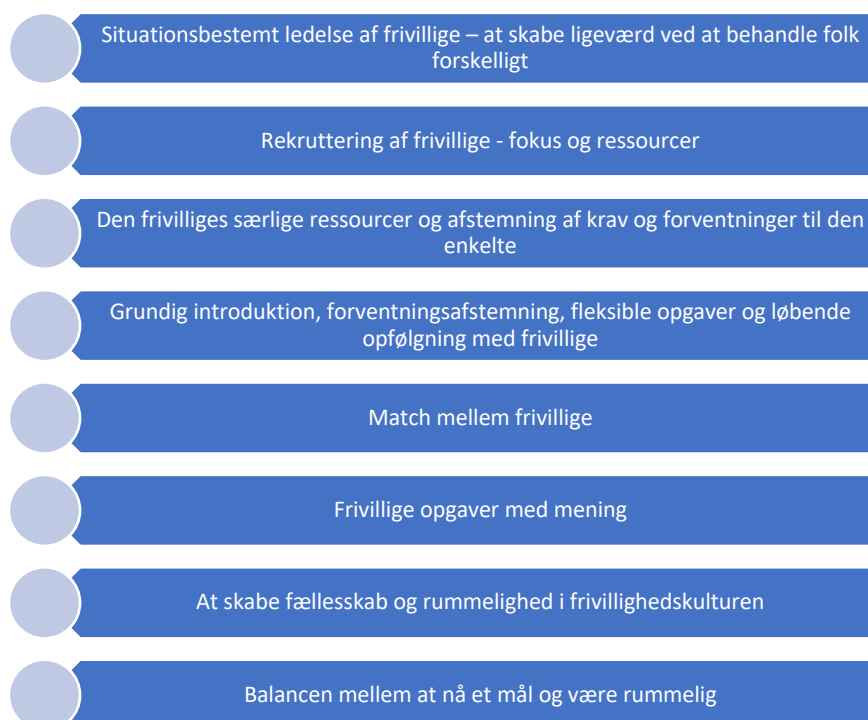 Situationsbestemt ledelse af frivillige – at skabe ligeværd ved at behandle folk
forskelligt
Rekruttering af frivillige - fokus og ressourcer
Den frivilliges særlige ressourcer og afstemning af krav og forventninger til den
enkelte
Grundig introduktion, forventningsafstemning, fleksible opgaver og løbende
opfølgning med frivillige
Match mellem frivillige
Frivillige opgaver med mening
At skabe fællesskab og rummelighed i frivillighedskulturen
Balancen mellem at nå et mål og være rummelig